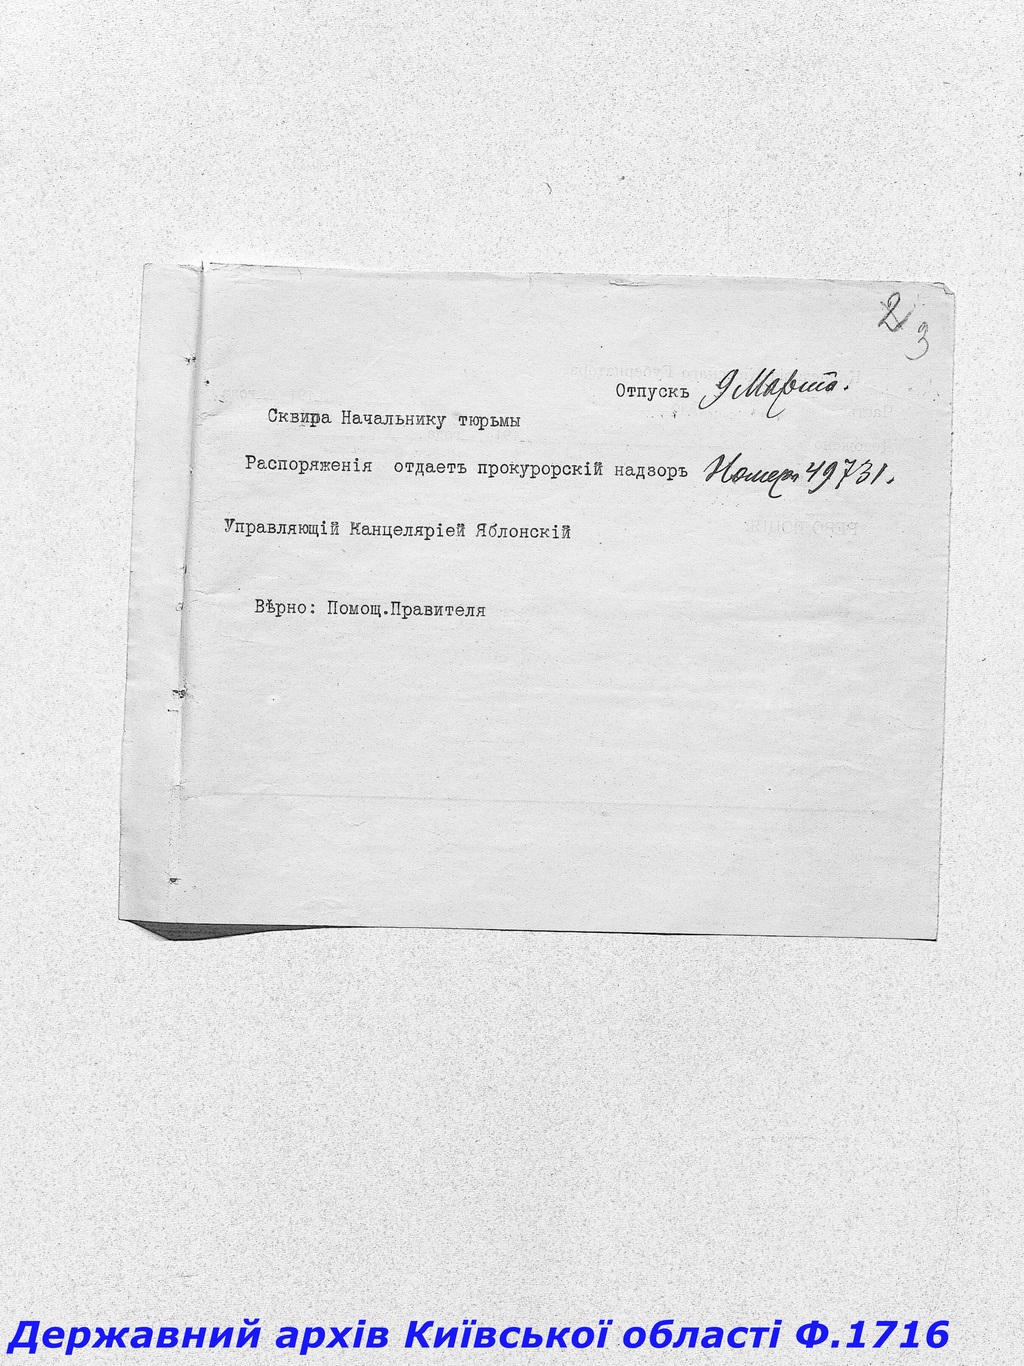 2 3
Отпускъ 9 Марта.
Сквира Начальнику тюрьмы
Распоряженія отдаетъ прокурорскій надзоръ Номеръ 49731.
Управляющій Канцеляріей Яблонскій
Вѣрно: Помощ.Правителя
Державний архів Київської області Ф.1716